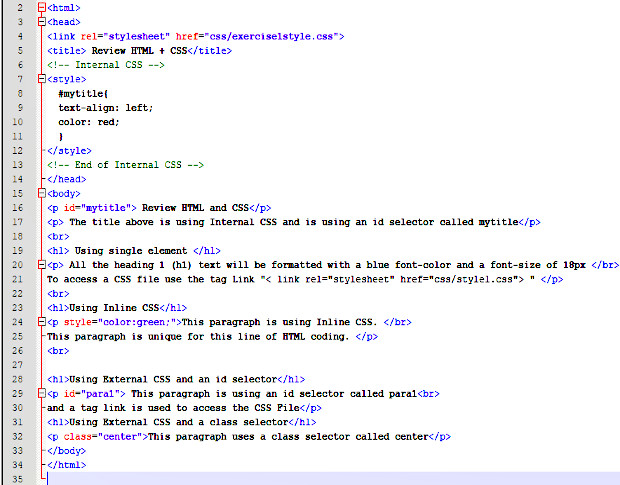 2 <html>
3 <head>
4 <link rel="stylesheet" href="css/exercise1style.css">
5 <title> Review HTML + CSS</title>
6 <!-- Internal CSS -->
7 <style>
8 #mytitle{
9 text-align: left;
10 color: red;
11 }
12 </style>
13 <!-- End of Internal CSS -->
14 </head>
15 <body>
16 <p id="mytitle"> Review HTML and CSS</p>
17 <p> The title above is using Internal CSS and is using an id selector called mytitle</p>
18 <br>
19 <h1> Using single element </h1>
20 <p> All the heading 1 (h1) text will be formatted with a blue font-color and a font-size of 18px </br>
21 To access a CSS file use the tag Link "< link rel="stylesheet" href="css/style1.css"> " </p>
22 <br>
23 <h1>Using Inline CSS</h1>
24 <p style="color:green;">This paragraph is using Inline CSS. </br>
25 This paragraph is unique for this line of HTML coding. </p>
26 <br>
27
28 <h1>Using External CSS and an id selector</h1>
29 <p id="para1"> This paragraph is using an id selector called para1<br>
30 and a tag link is used to access the CSS File</p>
31 <h1>Using External CSS and a class selector</h1>
32 <p class="center">This paragraph uses a class selector called center</p>
33 </body>
34 </html>
35